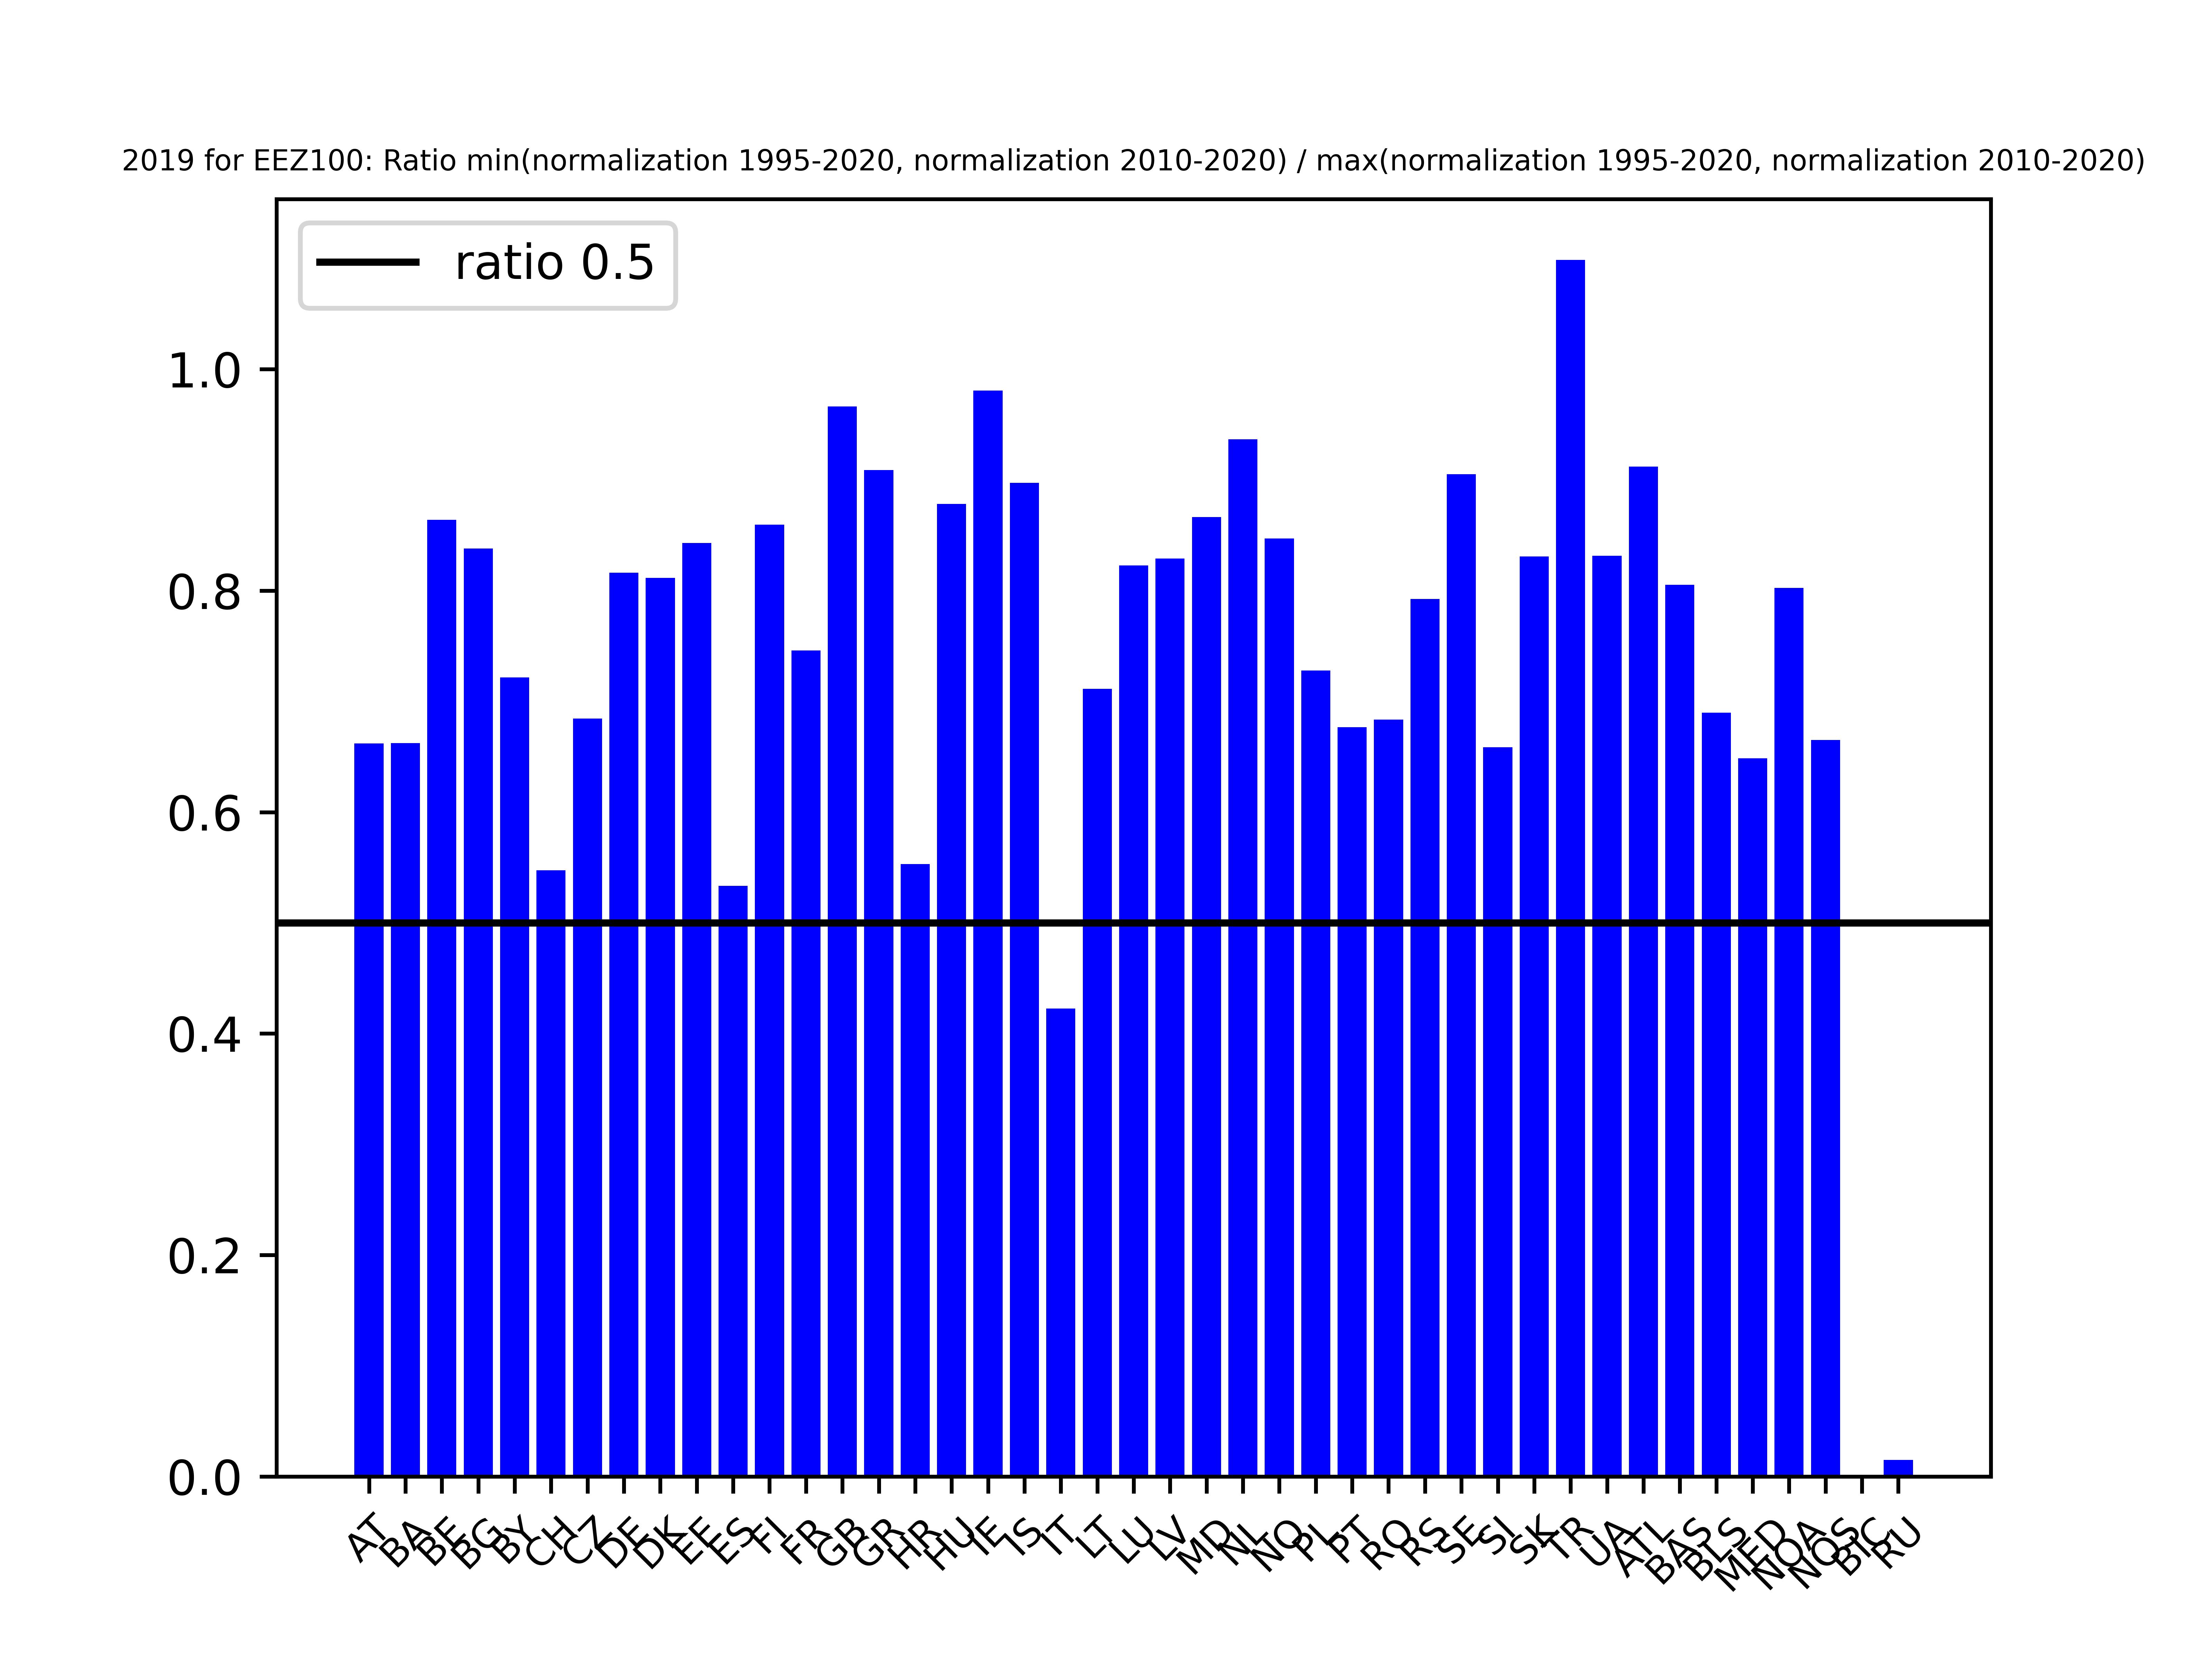 2019 for EEZ100: Ratio min(normalization 1995-2020, normalization 2010-2020) / max(normalization 1995-2020, normalization 2010-2020)
ratio 0.5
1.0
0.8
0.6
0.4
0.2
0.0
AT BA BE BG BY CH CZ DE DK EE ES FI FR GB GR HR HU IE IS IT LT LU LV MD NL NO PL PT RO RS SE SI SK TR UA ATL BAS BTS MED NOA NOS BIC RU